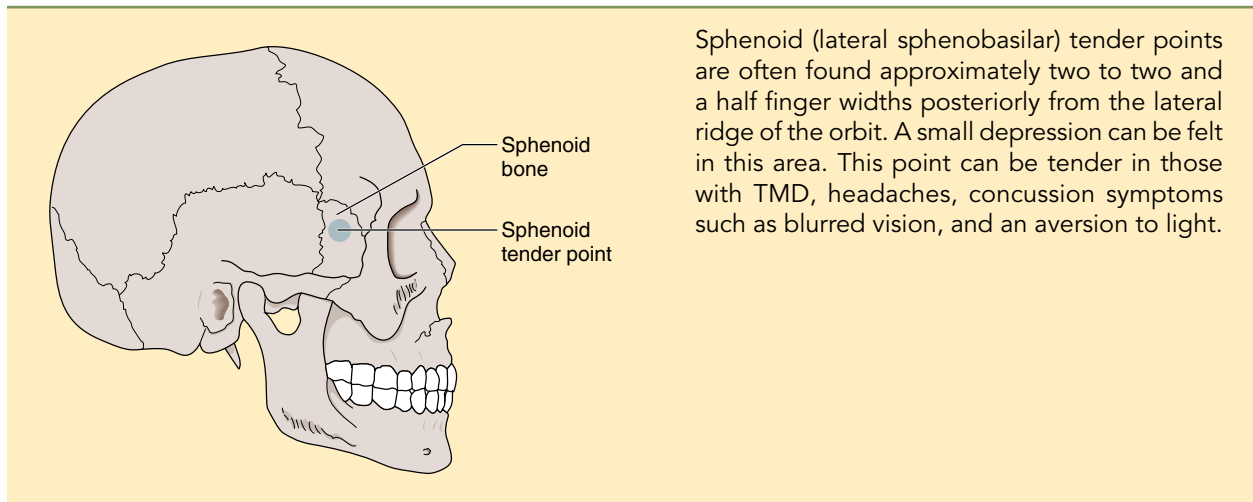 Sphenoid
bone
Sphenoid
tender point
Sphenoid (lateral sphenobasilar) tender points
are often found approximately two to two and
a half finger widths posteriorly from the lateral
ridge of the orbit. A small depression can be felt
in this area. This point can be tender in those
with TMD, headaches, concussion symptoms
such as blurred vision, and an aversion to light.